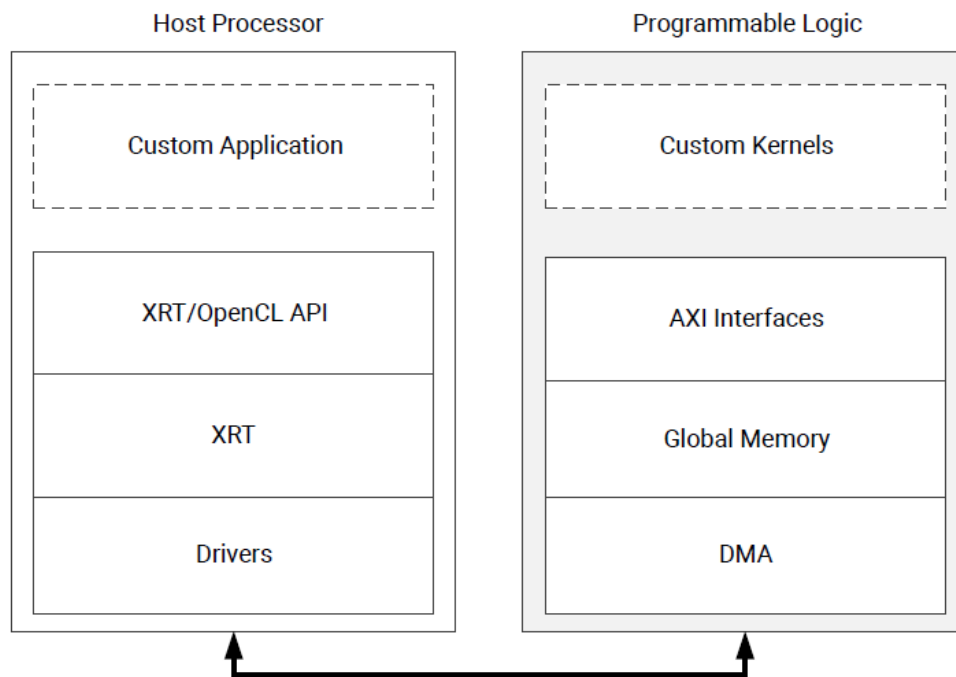 Host Processor
Programmable Logic
Custom Application
Custom Kernels
XRT/OpenCL API
AXI Interfaces
XRT
Global Memory
Drivers
DMA